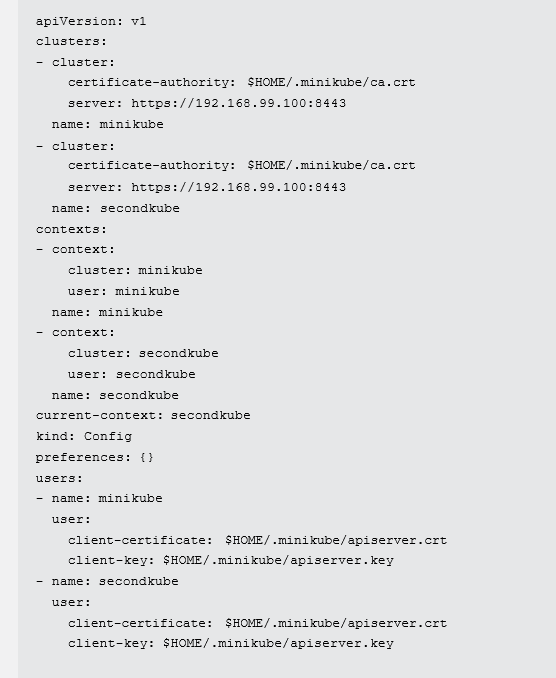 apiVersion: v1
clusters:
- cluster:
    certificate-authority: $HOME/.minikube/ca.crt
    server: https://192.168.99.100:8443
  name: minikube
- cluster:
    certificate-authority: $HOME/.minikube/ca.crt
    server: https://192.168.99.100:8443
  name: secondkube
contexts:
- context:
    cluster: minikube
    user: minikube
  name: minikube
- context:
    cluster: secondkube
    user: secondkube
  name: secondkube
current-context: secondkube
kind: Config
preferences: {}
users:
- name: minikube
  user:
    client-certificate: $HOME/.minikube/apiserver.crt
    client-key: $HOME/.minikube/apiserver.key
- name: secondkube
  user:
    client-certificate: $HOME/.minikube/apiserver.crt
    client-key: $HOME/.minikube/apiserver.key